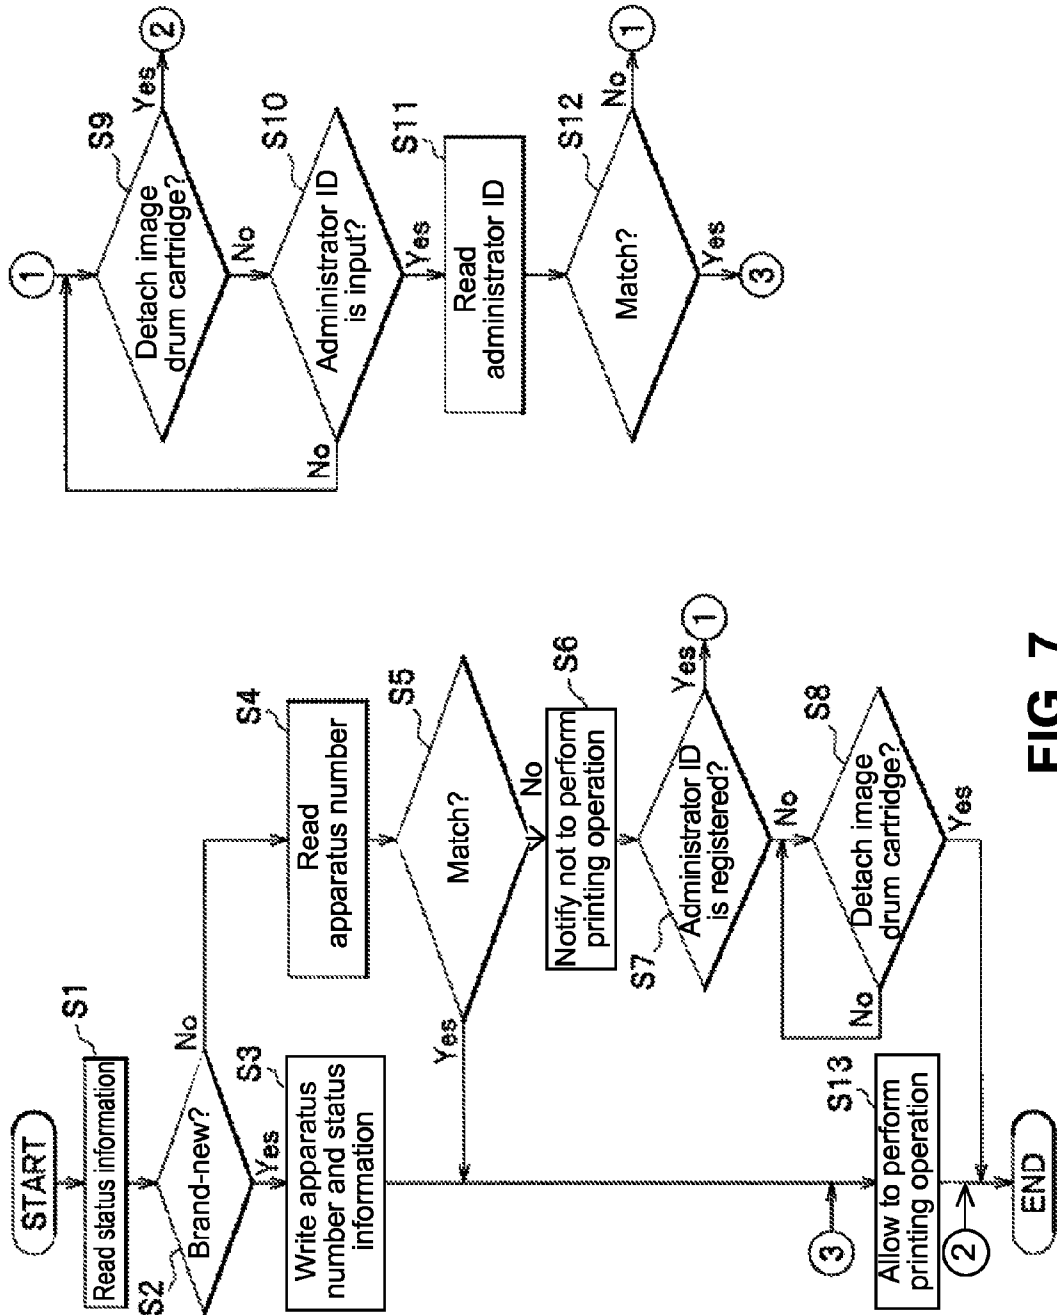 START
S1
Read status information
S2
Brand-new?
No
Yes
S3
Write apparatus
number and status
information
S4
Read
apparatus number
S5
Match?
Yes
No
S6
Notify not to perform
printing operation
S7
Administrator ID
is registered?
Yes
1
No
S8
Detach image
drum cartridge?
No
Yes
3
S13
Allow to perform
printing operation
2
END
1
S9
Detach image
drum cartridge?
Yes
2
No
S10
Administrator ID
is input?
No
Yes
S11
Read
administrator ID
S12
Match?
No
1
Yes
3
FIG. 7